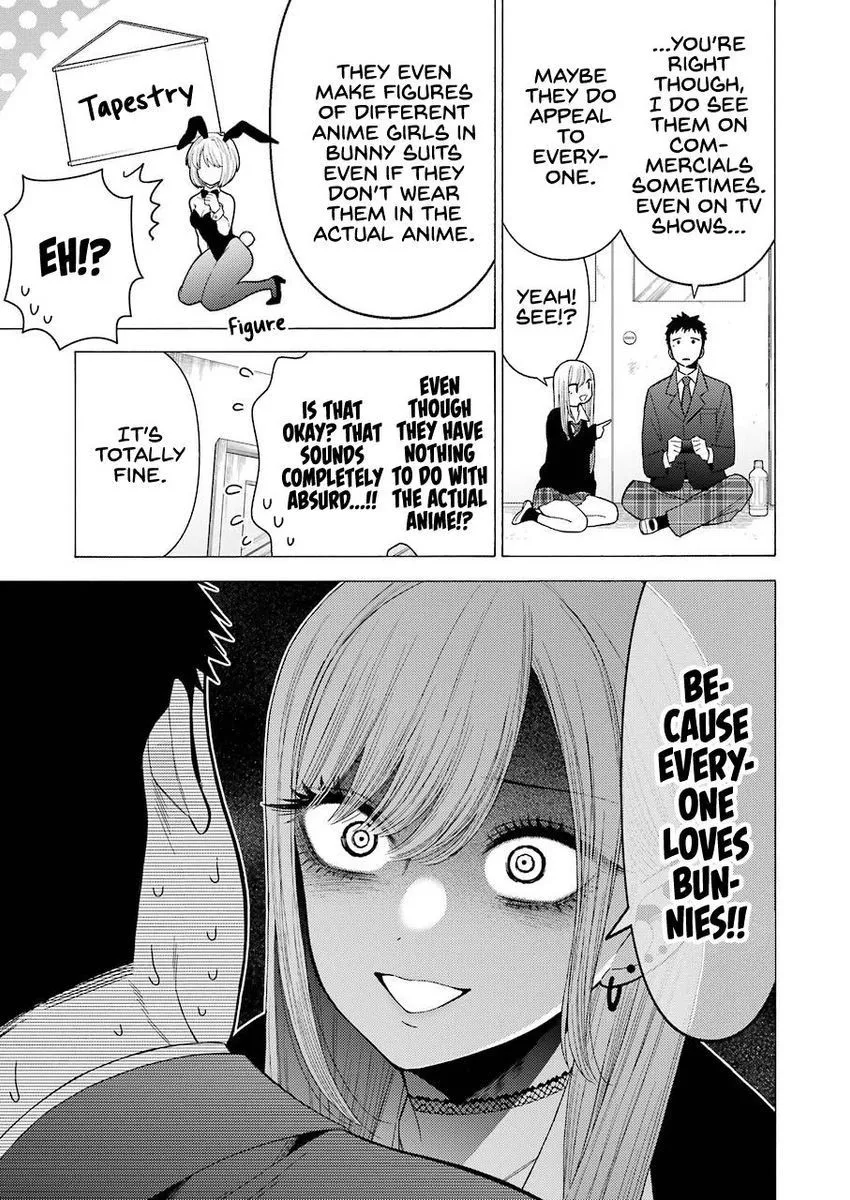 ...YOU'RE
RIGHT
THOUGH,
I DO SEE
THEM ON
COM-
MERCIALS
SOMETIMES.
EVEN ON TV
SHOWS...
MAYBE
THEY DO
APPEAL
TO
EVERY-
ONE.
YEAH!
SEE!?
THEY EVEN
MAKE FIGURES
OF DIFFERENT
ANIME GIRLS IN
BUNNY SUITS
EVEN IF THEY
DON'T WEAR
THEM IN THE
ACTUAL ANIME.
Tapestry
Figure
EH!?
EVEN
THOUGH
THEY HAVE
NOTHING
TO DO WITH
THE ACTUAL
ANIME!?
IS THAT
OKAY? THAT
SOUNDS
COMPLETELY
ABSURD...!!
IT'S
TOTALLY
FINE.
BE-
CAUSE
EVERY-
ONE
LOVES
BUN-
NIES!!